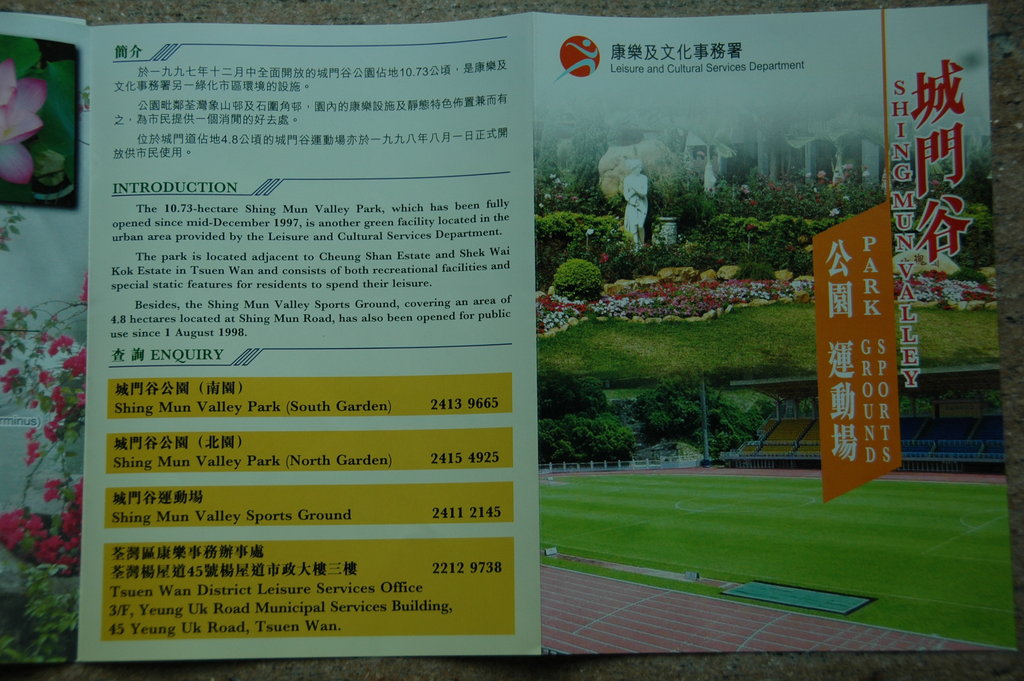 簡介
於一九九七年十二月中全面開放的城門谷公園佔地10.73公頃，是康樂及
文化事務署另一綠化市區環境的設施。
公園毗鄰荃灣象山邨及石圍角邨，園內的康樂設施及靜態特色佈置兼而有
之，為市民提供一個消閒的好去處。
位於城門道佔地4.8公頃的城門谷運動場亦於一九九八年八月一日正式開
放供市民使用。
INTRODUCTION
The 10.73-hectare Shing Mun Valley Park, which has been fully
opened since mid-December 1997, is another green facility located in the
urban area provided by the Leisure and Cultural Services Department.
The park is located adjacent to Cheung Shan Estate and Shek Wai
Kok Estate in Tsuen Wan and consists of both recreational facilities and
special static features for residents to spend their leisure.
Besides, the Shing Mun Valley Sports Ground, covering an area of
4.8 hectares located at Shing Mun Road, has also been opened for public
use since 1 August 1998.
查詢 ENQUIRY
城門谷公園（南園）
Shing Mun Valley Park (South Garden) 2413 9665
城門谷公園（北園）
Shing Mun Valley Park (North Garden) 2415 4925
城門谷運動場
Shing Mun Valley Sports Ground 2411 2145
荃灣區康樂事務辦事處
荃灣楊屋道45號楊屋道市政大樓三樓 2212 9738
Tsuen Wan District Leisure Services Office
3/F, Yeung Uk Road Municipal Services Building,
45 Yeung Uk Road, Tsuen Wan.
康樂及文化事務署
Leisure and Cultural Services Department
城門谷
SHING MUN VALLEY
公園
PARK
運動場
SPORTS
GROUND